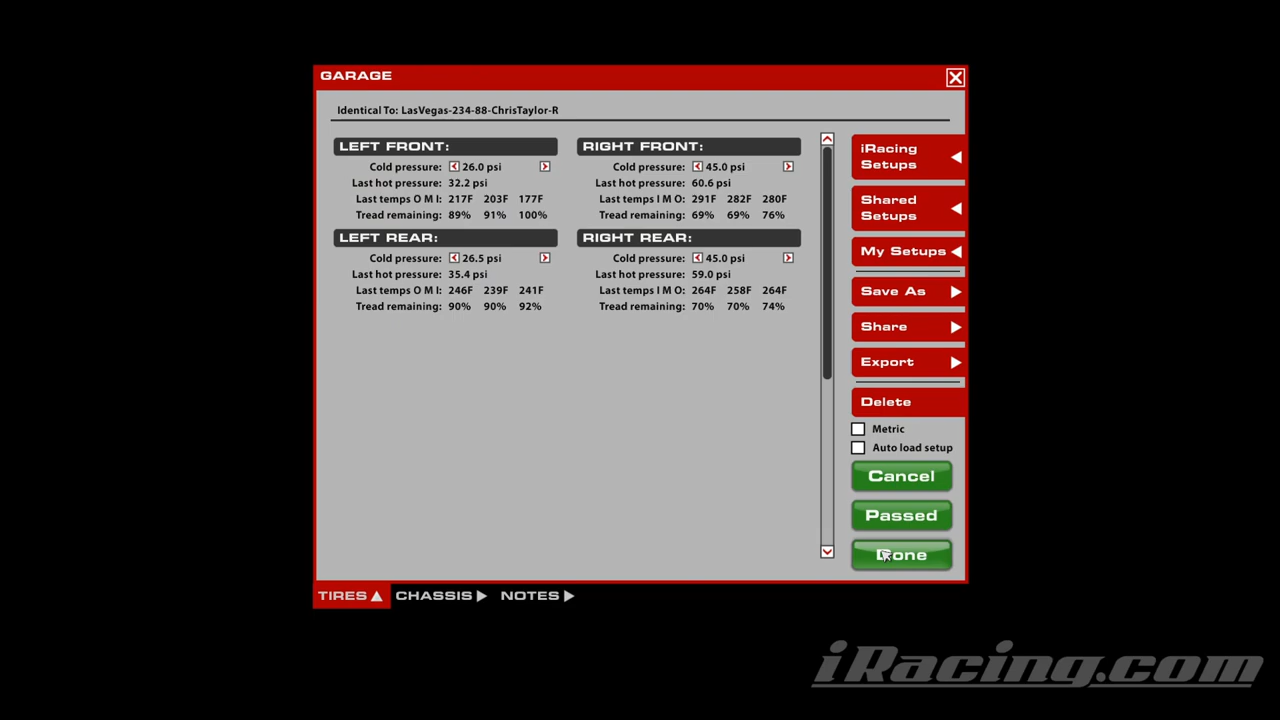 GARAGE
Identical To: LasVegas-234-88-ChrisTaylor-R
LEFT FRONT:
Cold pressure: 26.0 psi
Last hot pressure: 32.2 psi
Last temps O M I: 217F 203F 177F
Tread remaining: 89% 91% 100%
RIGHT FRONT:
Cold pressure: 45.0 psi
Last hot pressure: 60.6 psi
Last temps I M O: 291F 282F 280F
Tread remaining: 69% 69% 76%
LEFT REAR:
Cold pressure: 26.5 psi
Last hot pressure: 35.4 psi
Last temps O M I: 246F 239F 241F
Tread remaining: 90% 90% 92%
RIGHT REAR:
Cold pressure: 45.0 psi
Last hot pressure: 59.0 psi
Last temps I M O: 264F 258F 264F
Tread remaining: 70% 70% 74%
iRacing
Setups
Shared
Setups
My Setups
Save As
Share
Export
Delete
Metric
Auto load setup
Cancel
Passed
Done
TIRES CHASSIS NOTES
iRacing.com